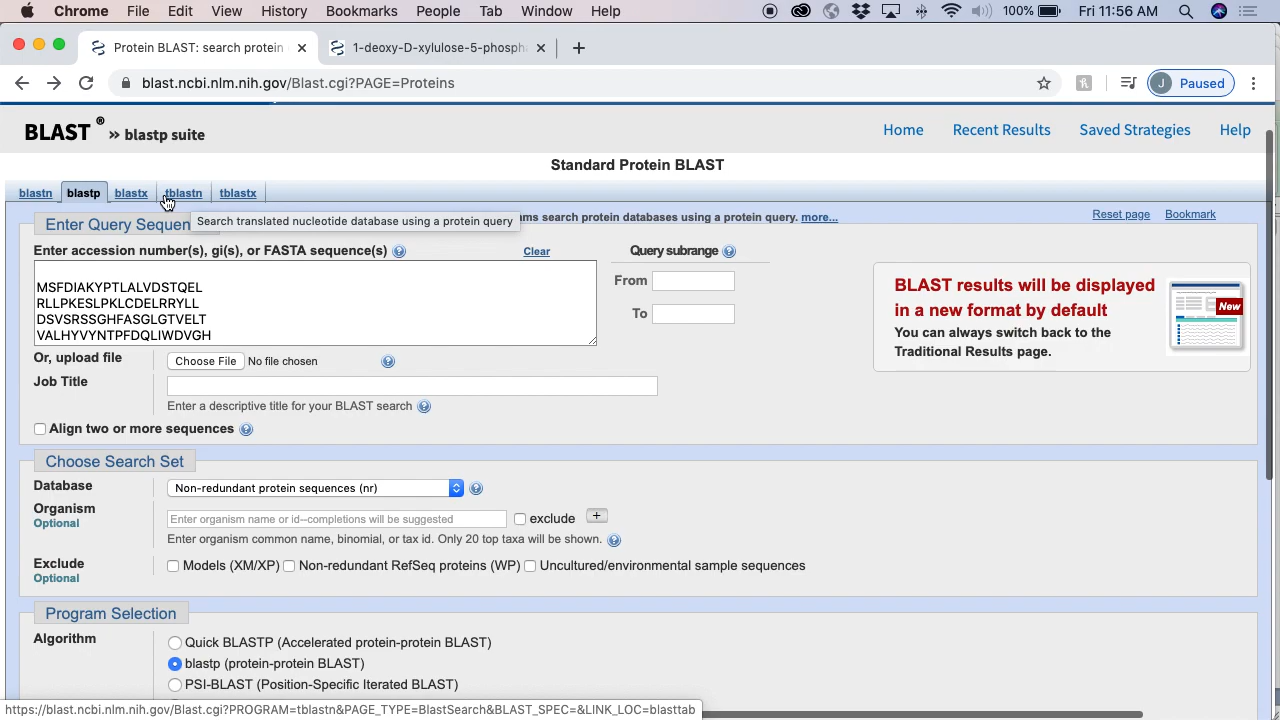 Chrome File Edit View History Bookmarks People Tab Window Help 100% Fri 11:56 AM
Protein BLAST: search protein 1-deoxy-D-xylulose-5-phosph
blast.ncbi.nlm.nih.gov/Blast.cgi?PAGE=Proteins J Paused
BLAST ® » blastp suite Home Recent Results Saved Strategies Help
Standard Protein BLAST
blastn blastp blastx tblastn tblastx
Enter Query Sequen Search translated nucleotide database using a protein query ms search protein databases using a protein query. more... Reset page Bookmark
Enter accession number(s), gi(s), or FASTA sequence(s) Clear Query subrange
From
MSFDIAKYPTLALVDSTQEL
RLLPKESLPKLCDELRRYLL
DSVSRSSGHFASGLGTVELT
VALHYVYNTPFDQLIWDVGH
To
BLAST results will be displayed
in a new format by default
You can always switch back to the
Traditional Results page.
New
Or, upload file Choose File No file chosen
Job Title
Enter a descriptive title for your BLAST search
Align two or more sequences
Choose Search Set
Database Non-redundant protein sequences (nr)
Organism
Optional
Enter organism name or id--completions will be suggested exclude +
Enter organism common name, binomial, or tax id. Only 20 top taxa will be shown.
Exclude
Optional
Models (XM/XP) Non-redundant RefSeq proteins (WP) Uncultured/environmental sample sequences
Program Selection
Algorithm
Quick BLASTP (Accelerated protein-protein BLAST)
blastp (protein-protein BLAST)
PSI-BLAST (Position-Specific Iterated BLAST)
https://blast.ncbi.nlm.nih.gov/Blast.cgi?PROGRAM=tblastn&PAGE_TYPE=BlastSearch&BLAST_SPEC=&LINK_LOC=blasttab